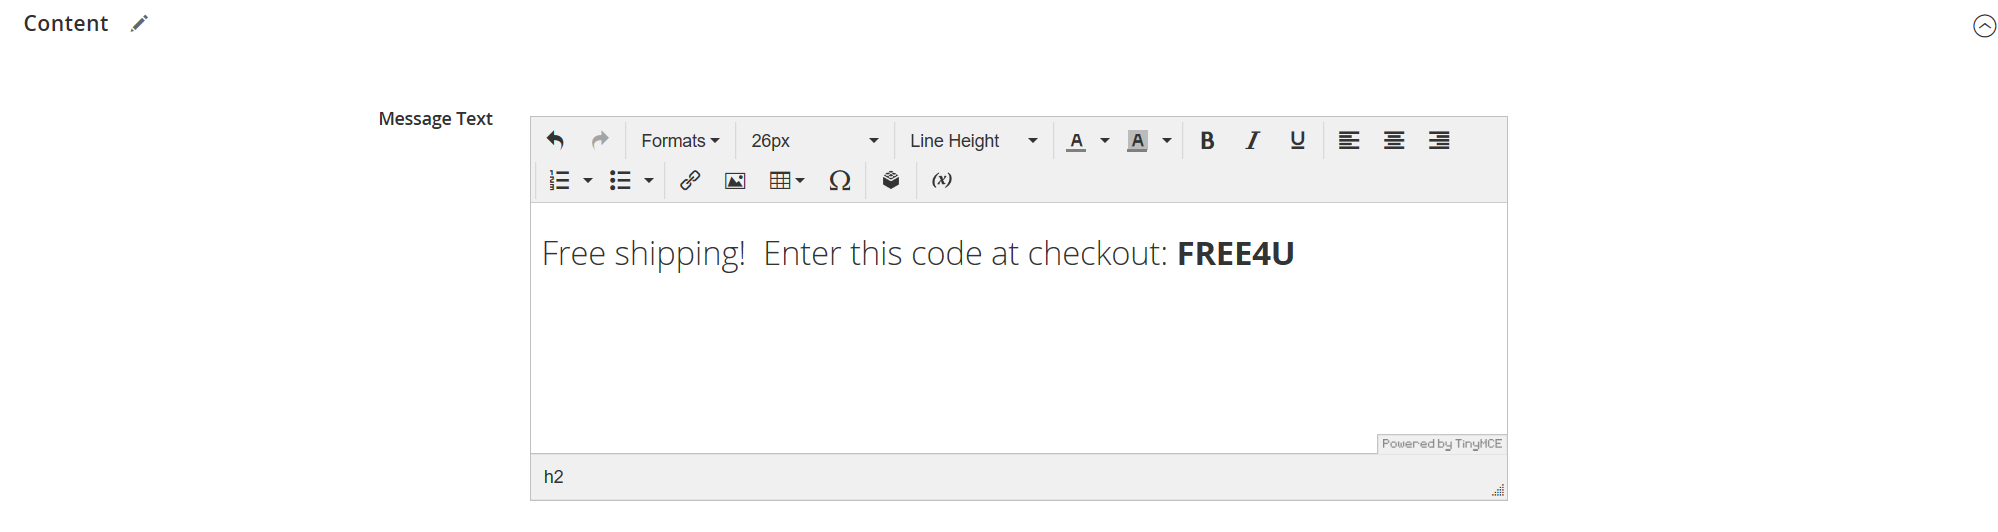 Content
Message Text
Formats 26px Line Height A A B I U
Ω (x)
Free shipping!  Enter this code at checkout: FREE4U
Powered by TinyMCE
h2